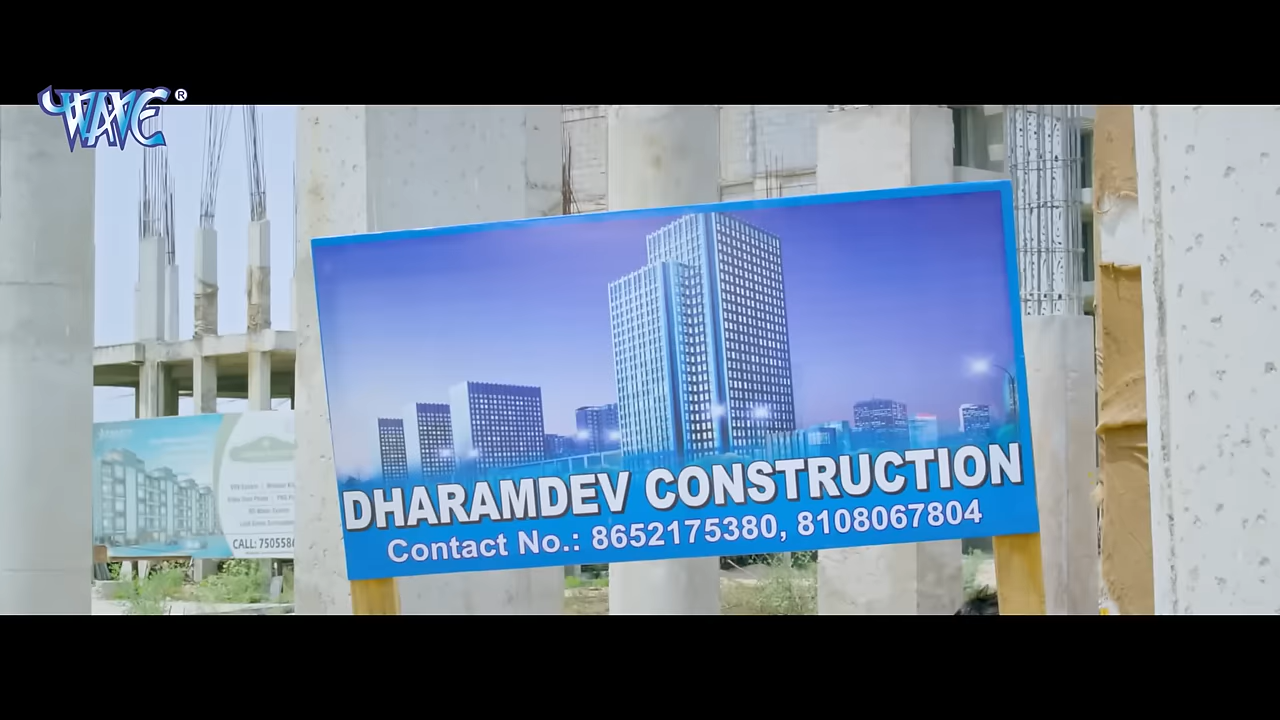 WAVE®
DHARAMDEV CONSTRUCTION
Contact No.: 8652175380, 8108067804
CALL: 750558